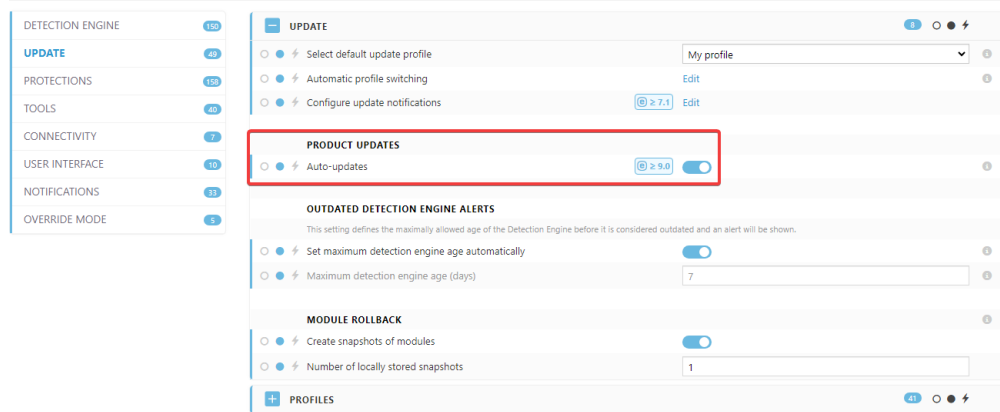 DETECTION ENGINE 150
UPDATE 49
PROTECTIONS 158
TOOLS 40
CONNECTIVITY 7
USER INTERFACE 10
NOTIFICATIONS 33
OVERRIDE MODE 5
UPDATE 8
Select default update profile My profile
Automatic profile switching Edit
Configure update notifications ≥ 7.1 Edit
PRODUCT UPDATES
Auto-updates ≥ 9.0
OUTDATED DETECTION ENGINE ALERTS
This setting defines the maximally allowed age of the Detection Engine before it is considered outdated and an alert will be shown.
Set maximum detection engine age automatically
Maximum detection engine age (days) 7
MODULE ROLLBACK
Create snapshots of modules
Number of locally stored snapshots 1
PROFILES 41